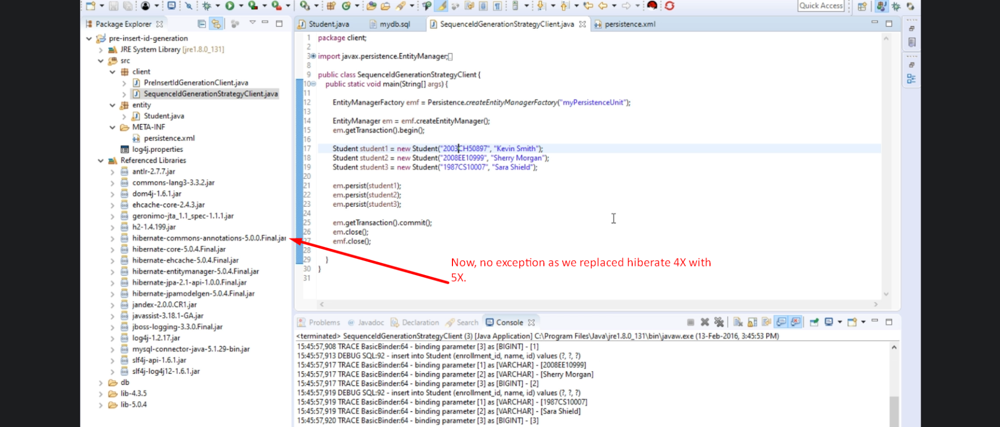 Quick Access
Package Explorer
pre-insert-id-generation
JRE System Library [jre1.8.0_131]
src
client
PreInsertIdGenerationClient.java
SequenceIdGenerationStrategyClient.java
entity
Student.java
META-INF
persistence.xml
log4j.properties
Referenced Libraries
antlr-2.7.7.jar
commons-lang3-3.3.2.jar
dom4j-1.6.1.jar
ehcache-core-2.4.3.jar
geronimo-jta_1.1_spec-1.1.1.jar
h2-1.4.199.jar
hibernate-commons-annotations-5.0.0.Final.jar
hibernate-core-5.0.4.Final.jar
hibernate-ehcache-5.0.4.Final.jar
hibernate-entitymanager-5.0.4.Final.jar
hibernate-jpa-2.1-api-1.0.0.Final.jar
hibernate-jpamodelgen-5.0.4.Final.jar
jandex-2.0.0.CR1.jar
javassist-3.18.1-GA.jar
jboss-logging-3.3.0.Final.jar
log4j-1.2.17.jar
mysql-connector-java-5.1.29-bin.jar
slf4j-api-1.6.1.jar
slf4j-log4j12-1.6.1.jar
db
lib-4.3.5
lib-5.0.4
Student.java mydb.sql SequenceIdGenerationStrategyClient.java persistence.xml
1 package client;
2
3 import javax.persistence.EntityManager;
8
9 public class SequenceIdGenerationStrategyClient {
10 public static void main(String[] args) {
11
12 EntityManagerFactory emf = Persistence.createEntityManagerFactory("myPersistenceUnit");
13
14 EntityManager em = emf.createEntityManager();
15 em.getTransaction().begin();
16
17 Student student1 = new Student("2003CH50897", "Kevin Smith");
18 Student student2 = new Student("2008EE10999", "Sherry Morgan");
19 Student student3 = new Student("1987CS10007", "Sara Shield");
20
21 em.persist(student1);
22 em.persist(student2);
23 em.persist(student3);
24
25 em.getTransaction().commit();
26 em.close();
27 emf.close();
28
29 }
30 }
31
Now, no exception as we replaced hiberate 4X with
5X.
Problems @ Javadoc Declaration Search Console
<terminated> SequenceIdGenerationStrategyClient (3) [Java Application] C:\Program Files\Java\jre1.8.0_131\bin\javaw.exe (13-Feb-2016, 3:45:53 PM)
15:45:57,908 TRACE BasicBinder:64 - binding parameter [3] as [BIGINT] - [1]
15:45:57,913 DEBUG SQL:92 - insert into Student (enrollment_id, name, id) values (?, ?, ?)
15:45:57,917 TRACE BasicBinder:64 - binding parameter [1] as [VARCHAR] - [2008EE10999]
15:45:57,917 TRACE BasicBinder:64 - binding parameter [2] as [VARCHAR] - [Sherry Morgan]
15:45:57,917 TRACE BasicBinder:64 - binding parameter [3] as [BIGINT] - [2]
15:45:57,919 DEBUG SQL:92 - insert into Student (enrollment_id, name, id) values (?, ?, ?)
15:45:57,919 TRACE BasicBinder:64 - binding parameter [1] as [VARCHAR] - [1987CS10007]
15:45:57,919 TRACE BasicBinder:64 - binding parameter [2] as [VARCHAR] - [Sara Shield]
15:45:57,920 TRACE BasicBinder:64 - binding parameter [3] as [BIGINT] - [3]